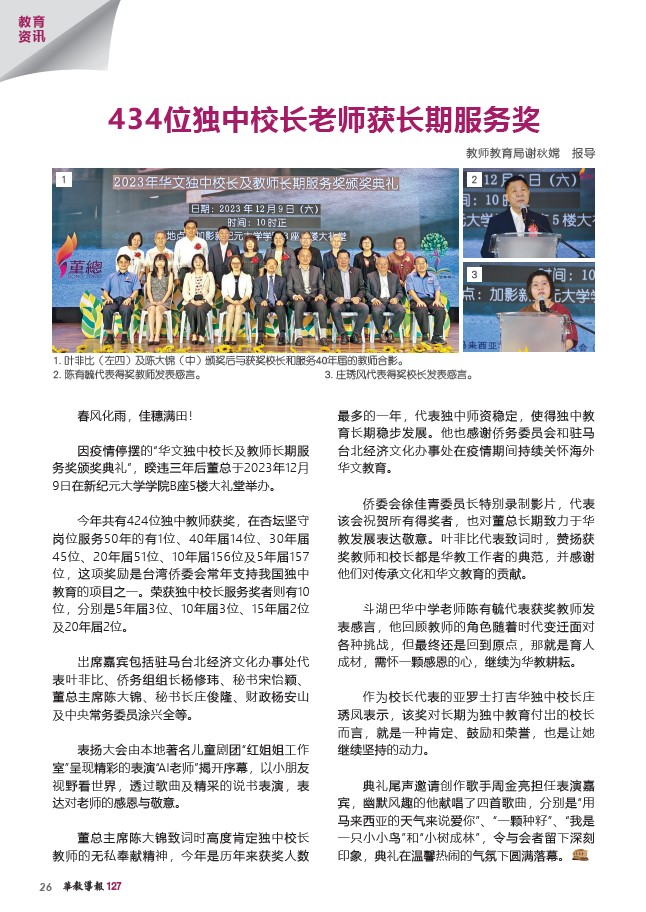 教育
资讯
434位独中校长老师获长期服务奖
教师教育局谢秋嫦　报导
1
2023年华文独中校长及教师长期服务奖颁奖典礼
日期：2023年12月9日（六）
时间：10时正
董總
2
3
1. 叶非比（左四）及陈大锦（中）颁奖后与获奖校长和服务40年届的教师合影。
2. 陈有毓代表得奖教师发表感言。
3. 庄琇风代表得奖校长发表感言。
春风化雨，佳穗满田！
因疫情停摆的“华文独中校长及教师长期服
务奖颁奖典礼”，睽违三年后董总于2023年12月
9日在新纪元大学学院B座5楼大礼堂举办。
今年共有424位独中教师获奖，在杏坛坚守
岗位服务50年的有1位、40年届14位、30年届
45位、20年届51位、10年届156位及5年届157
位，这项奖励是台湾侨委会常年支持我国独中
教育的项目之一。荣获独中校长服务奖者则有10
位，分别是5年届3位、10年届3位、15年届2位
及20年届2位。
出席嘉宾包括驻马台北经济文化办事处代
表叶非比、侨务组组长杨修玮、秘书宋怡颖、
董总主席陈大锦、秘书长庄俊隆、财政杨安山
及中央常务委员涂兴全等。
表扬大会由本地著名儿童剧团“红姐姐工作
室”呈现精彩的表演“AI老师”揭开序幕，以小朋友
视野看世界，透过歌曲及精采的说书表演，表
达对老师的感恩与敬意。
董总主席陈大锦致词时高度肯定独中校长
教师的无私奉献精神，今年是历年来获奖人数
最多的一年，代表独中师资稳定，使得独中教
育长期稳步发展。他也感谢侨务委员会和驻马
台北经济文化办事处在疫情期间持续关怀海外
华文教育。
侨委会徐佳青委员长特别录制影片，代表
该会祝贺所有得奖者，也对董总长期致力于华
教发展表达敬意。叶非比代表致词时，赞扬获
奖教师和校长都是华教工作者的典范，并感谢
他们对传承文化和华文教育的贡献。
斗湖巴华中学老师陈有毓代表获奖教师发
表感言，他回顾教师的角色随着时代变迁面对
各种挑战，但最终还是回到原点，那就是育人
成材，需怀一颗感恩的心，继续为华教耕耘。
作为校长代表的亚罗士打吉华独中校长庄
琇凤表示，该奖对长期为独中教育付出的校长
而言，就是一种肯定、鼓励和荣誉，也是让她
继续坚持的动力。
典礼尾声邀请创作歌手周金亮担任表演嘉
宾，幽默风趣的他献唱了四首歌曲，分别是“用
马来西亚的天气来说爱你”、“一颗种籽”、“我是
一只小小鸟”和“小树成林”，令与会者留下深刻
印象，典礼在温馨热闹的气氛下圆满落幕。
26 华教导报 127